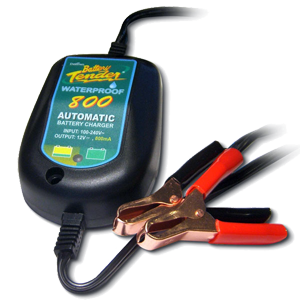 Battery
Tender
WATERPROOF
800
AUTOMATIC
BATTERY CHARGER
INPUT: 100-240V~
OUTPUT: 12V⎓, 800mA